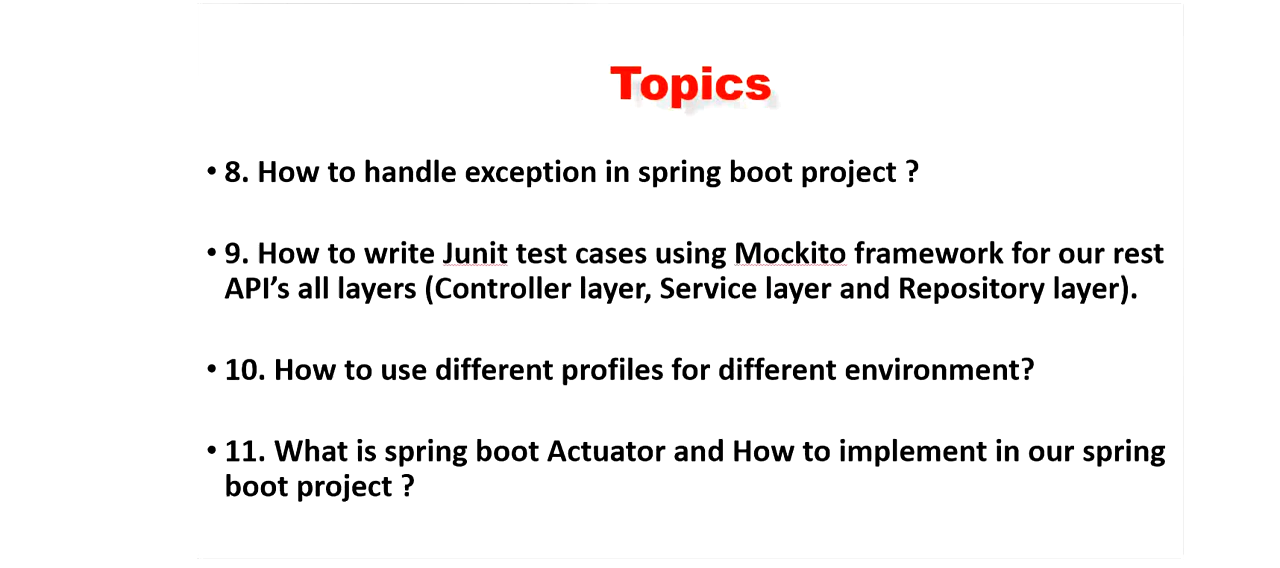 Topics
• 8. How to handle exception in spring boot project ?
• 9. How to write Junit test cases using Mockito framework for our rest
API’s all layers (Controller layer, Service layer and Repository layer).
• 10. How to use different profiles for different environment?
• 11. What is spring boot Actuator and How to implement in our spring
boot project ?